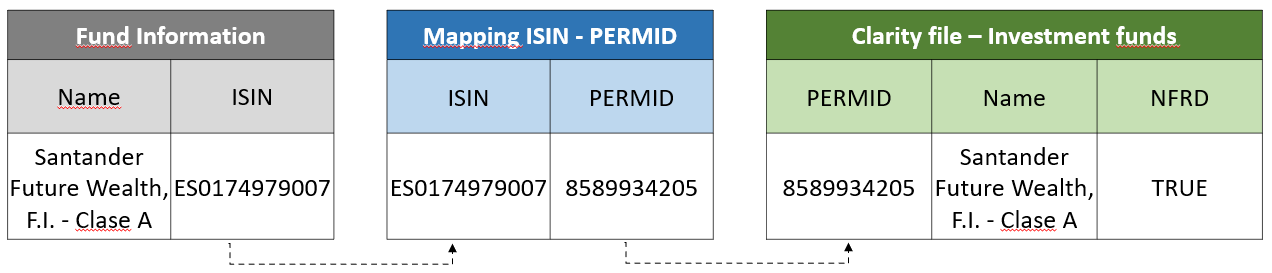 Fund Information
Name
ISIN
Santander
Future Wealth,
F.I. - Clase A
ES0174979007
Mapping ISIN - PERMID
ISIN
PERMID
ES0174979007
8589934205
Clarity file – Investment funds
PERMID
Name
NFRD
8589934205
Santander
Future Wealth,
F.I. - Clase A
TRUE